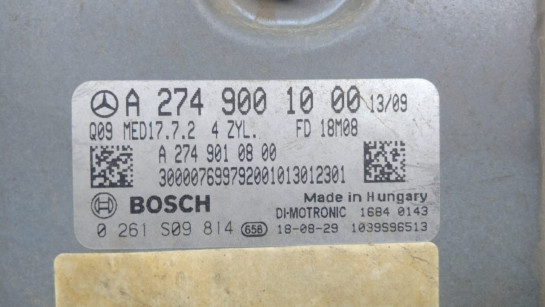 A 274 900 10 00 13/09
Q09 MED17.7.2 4 ZYL. FD 18M08
A 274 901 08 00
300007699792001013012301
Made in Hungary
BOSCH
DI-MOTRONIC 1684 0143
0 261 S09 814 658 18-08-29 1039S96513